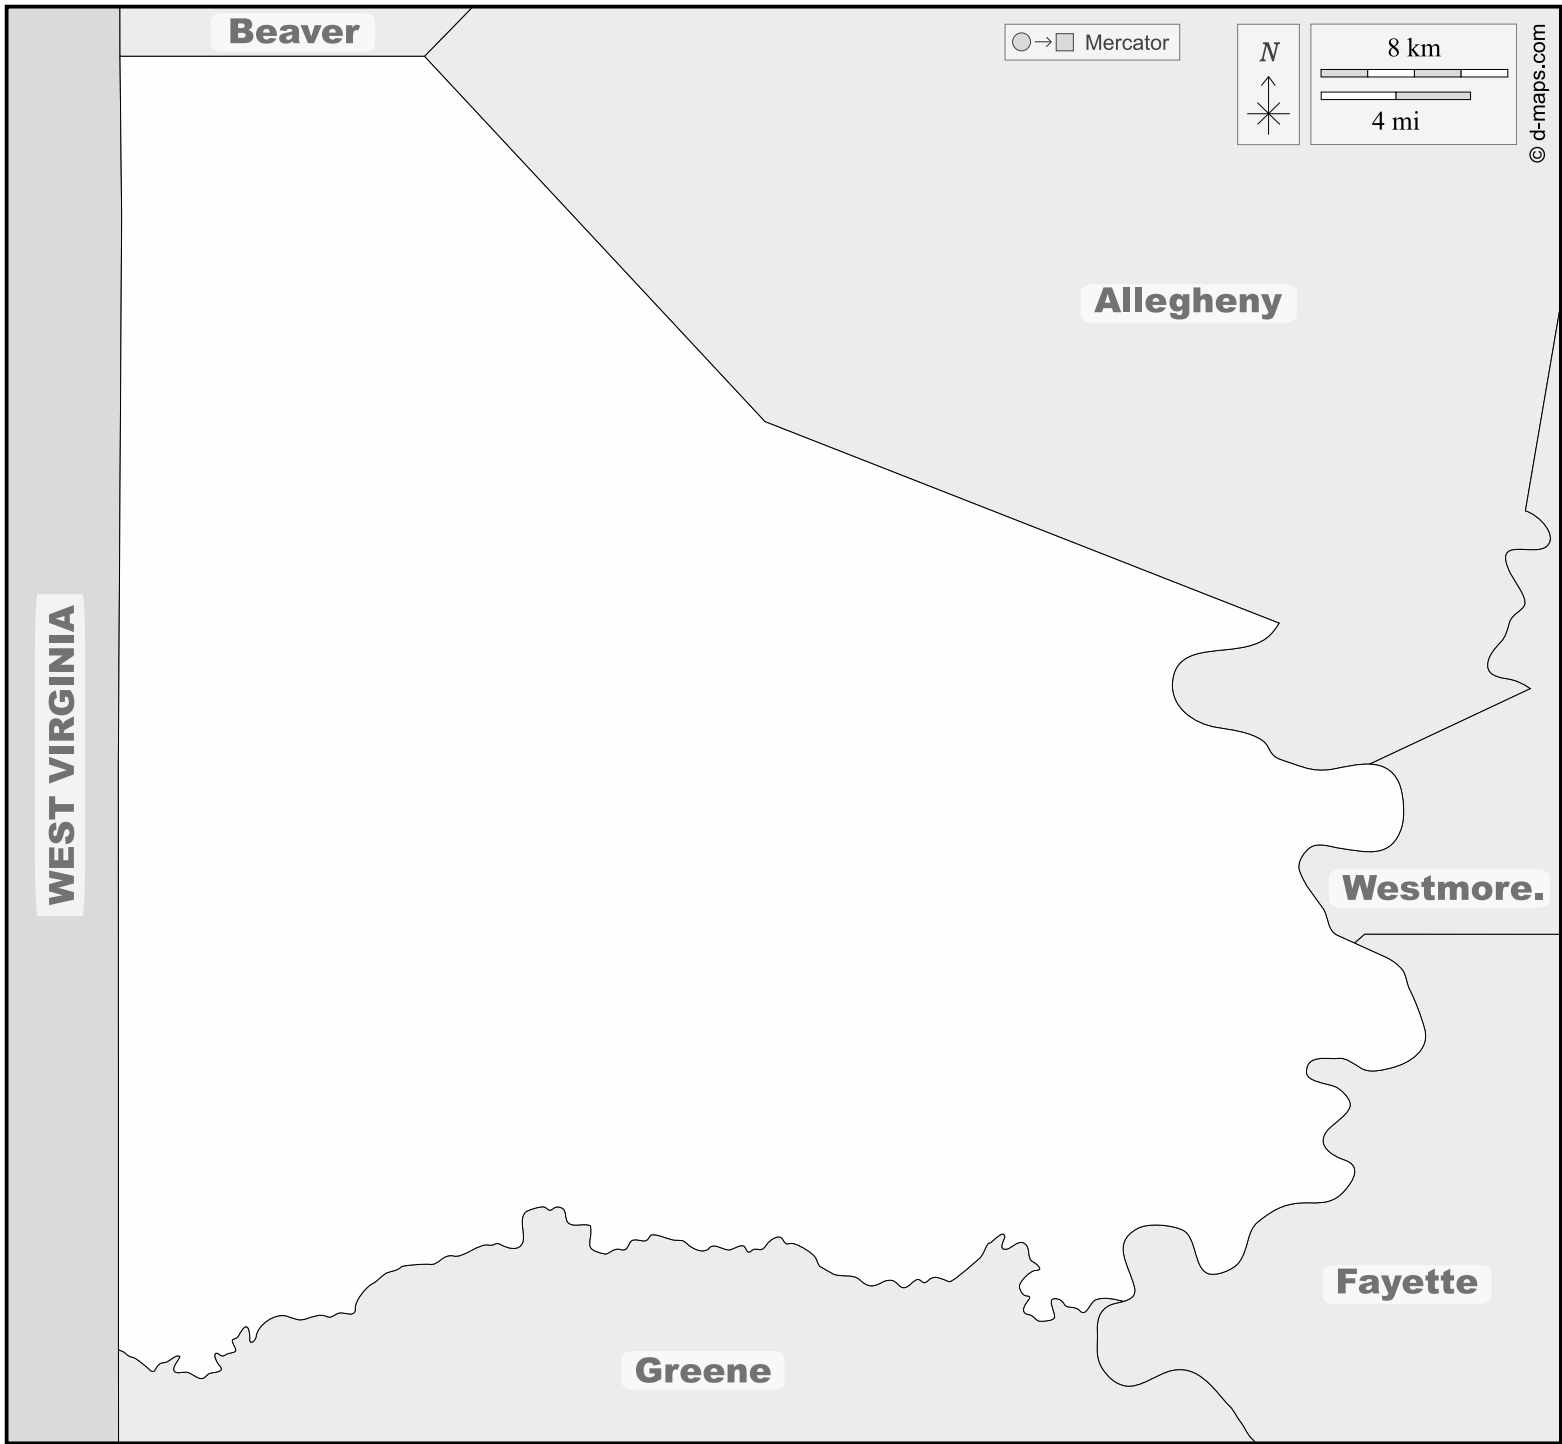 Beaver
Mercator
N
8 km
4 mi
© d-maps.com
Allegheny
WEST VIRGINIA
Westmore.
Fayette
Greene